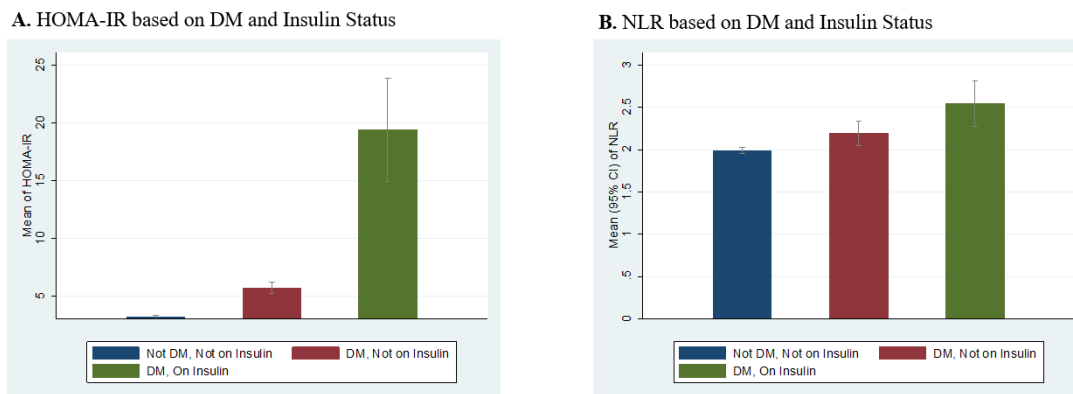 A. HOMA-IR based on DM and Insulin Status
25
20
15
10
5
Mean of HOMA-IR
Not DM, Not on Insulin
DM, Not on Insulin
DM, On Insulin
B. NLR based on DM and Insulin Status
3
2.5
2
1.5
1
.5
0
Mean (95% CI) of NLR
Not DM, Not on Insulin
DM, Not on Insulin
DM, On Insulin